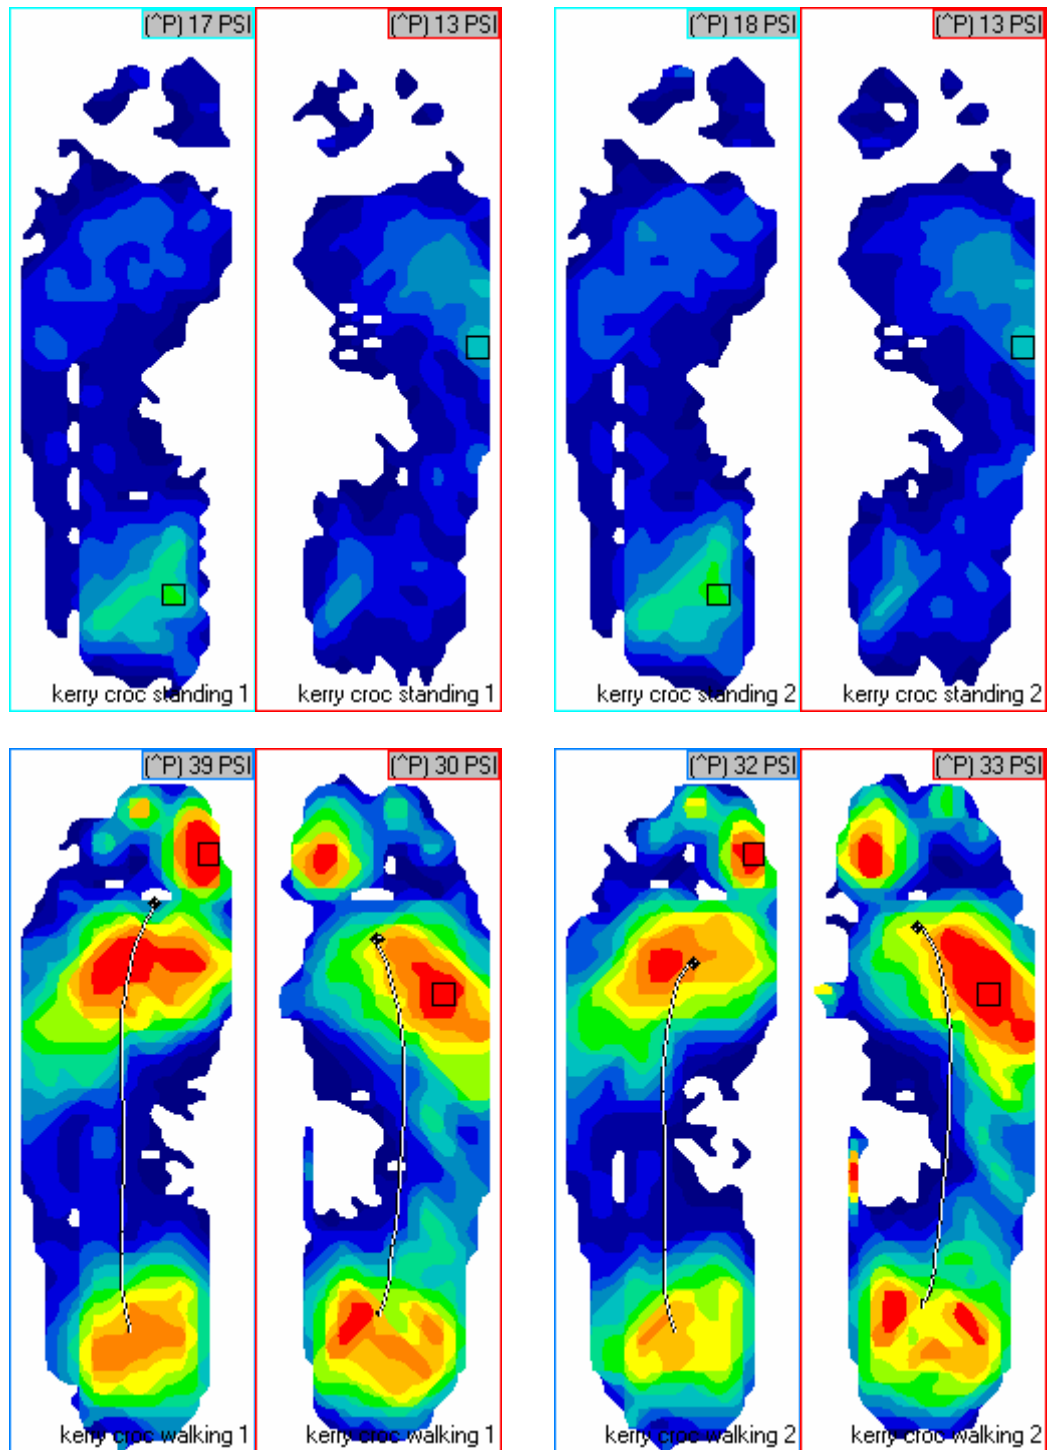 (^P) 17 PSI
(^P) 13 PSI
(^P) 18 PSI
(^P) 13 PSI
kerry croc standing 1
kerry croc standing 1
kerry croc standing 2
kerry croc standing 2
(^P) 39 PSI
(^P) 30 PSI
(^P) 32 PSI
(^P) 33 PSI
kerry croc walking 1
kerry croc walking 1
kerry croc walking 2
kerry croc walking 2